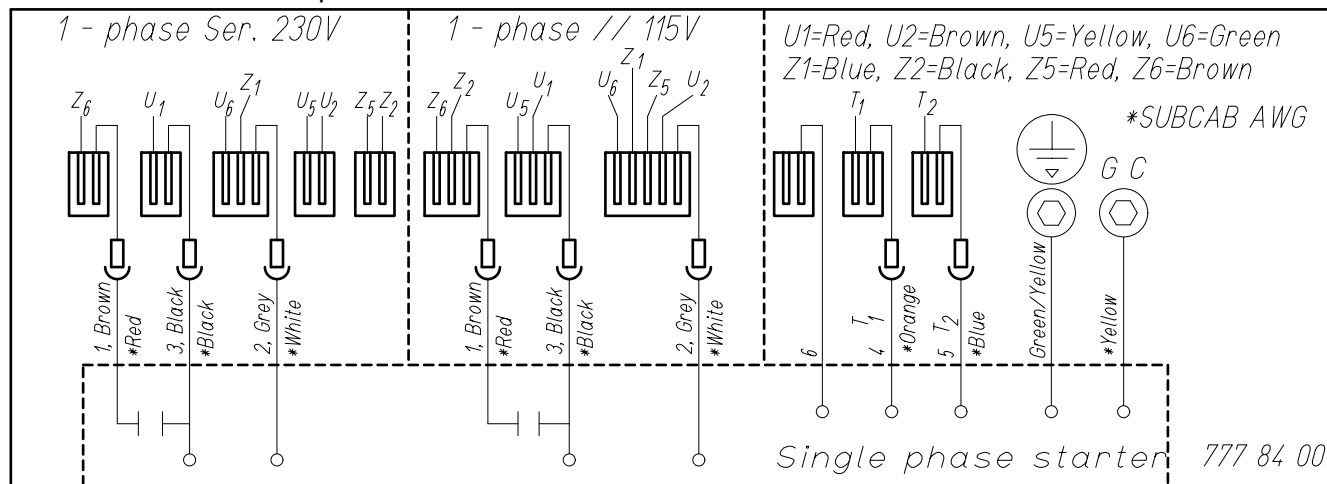 1 - phase Ser. 230V
Z6 U1 U6 Z1 U5 U2 Z5 Z2
1, Brown
*Red
3, Black
*Black
2, Grey
*White
1 - phase // 115V
Z6 Z2 U5 U1 U6 Z1 Z5 U2
1, Brown
*Red
3, Black
*Black
2, Grey
*White
U1=Red, U2=Brown, U5=Yellow, U6=Green
Z1=Blue, Z2=Black, Z5=Red, Z6=Brown
*SUBCAB AWG
T1 T2
G C
6
4 T1
*Orange
5 T2
*Blue
Green/Yellow
*Yellow
Single phase starter 777 84 00